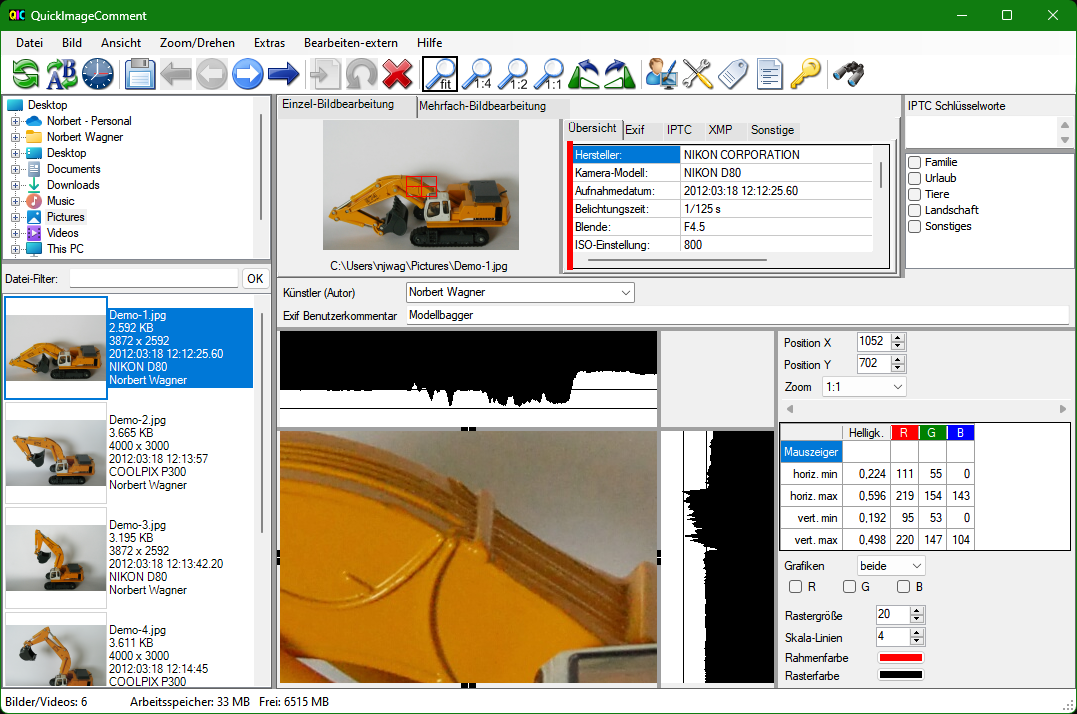 QIC QuickImageComment
Datei Bild Ansicht Zoom/Drehen Extras Bearbeiten-extern Hilfe
A B fit 1:4 1:2 1:1
Desktop
Norbert - Personal
Norbert Wagner
Desktop
Documents
Downloads
Music
Pictures
Videos
This PC
Datei-Filter: OK
Demo-1.jpg
2.592 KB
3872 x 2592
2012:03:18 12:12:25.60
NIKON D80
Norbert Wagner
Demo-2.jpg
3.665 KB
4000 x 3000
2012:03:18 12:13:57
COOLPIX P300
Norbert Wagner
Demo-3.jpg
3.195 KB
3872 x 2592
2012:03:18 12:13:42.20
NIKON D80
Norbert Wagner
Demo-4.jpg
3.611 KB
4000 x 3000
2012:03:18 12:14:45
COOLPIX P300
Einzel-Bildbearbeitung Mehrfach-Bildbearbeitung
C:\Users\njwag\Pictures\Demo-1.jpg
Übersicht Exif IPTC XMP Sonstige
Hersteller: NIKON CORPORATION
Kamera-Modell: NIKON D80
Aufnahmedatum: 2012:03:18 12:12:25.60
Belichtungszeit: 1/125 s
Blende: F4.5
ISO-Einstellung: 800
IPTC Schlüsselworte
Familie
Urlaub
Tiere
Landschaft
Sonstiges
Künstler (Autor) Norbert Wagner
Exif Benutzerkommentar Modellbagger
Position X 1052
Position Y 702
Zoom 1:1
Helligk. R G B
Mauszeiger
horiz. min 0,224 111 55 0
horiz. max 0,596 219 154 143
vert. min 0,192 95 53 0
vert. max 0,498 220 147 104
Grafiken beide
R G B
Rastergröße 20
Skala-Linien 4
Rahmenfarbe
Rasterfarbe
Bilder/Videos: 6 Arbeitsspeicher: 33 MB Frei: 6515 MB